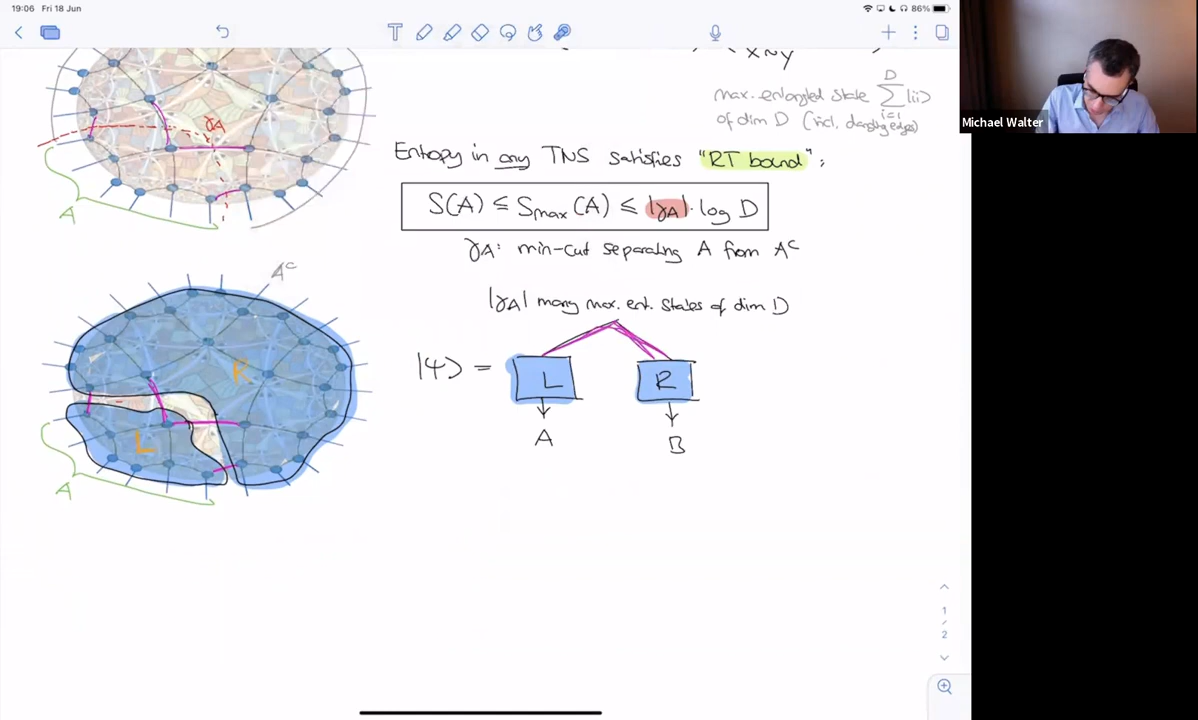 19:06 Fri 18 Jun
86%
x~y
max. entangled state D ∑ i=1 |ii⟩
of dim D (incl. dangling edges)
γA
A
Entropy in any TNS satisfies "RT bound":
S(A) ≤ Smax(A) ≤ |γA| · log D
γA: min-cut separating A from Aᶜ
Aᶜ
|γA| many max. ent. states of dim D
|Ψ⟩ =
L
R
A
B
R
L
A
Michael Walter
1
/
2